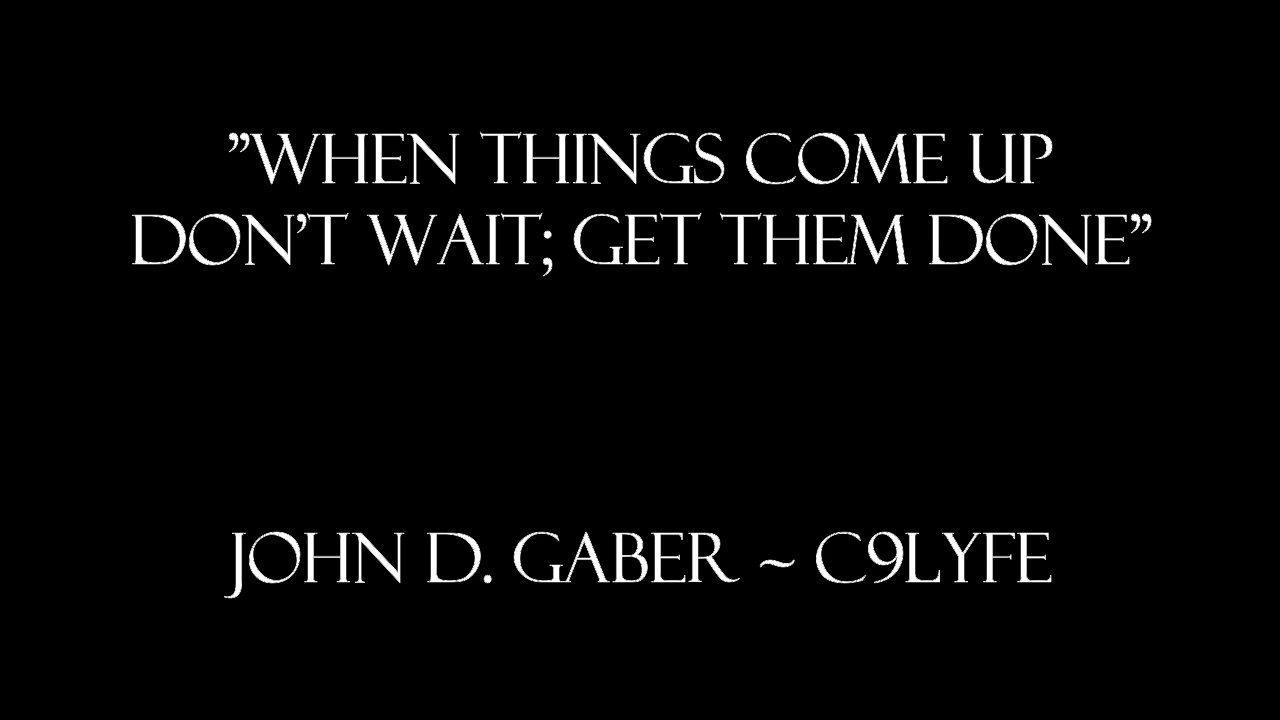 ”WHEN THINGS COME UP
DON’T WAIT; GET THEM DONE”
JOHN D. GABER ~ C9LYFE